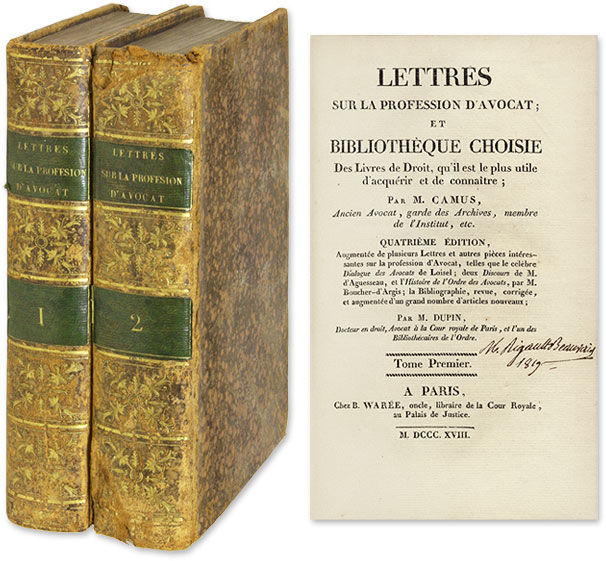 LETTRES
SUR LA PROFESION
D'AVOCAT
1
LETTRES
SUR LA PROFESION
D'AVOCAT
2
LETTRES
SUR LA PROFESSION D'AVOCAT;
ET
BIBLIOTHÈQUE CHOISIE
Des Livres de Droit, qu'il est le plus utile
d'acquérir et de connaître;
PAR M. CAMUS,
Ancien Avocat, garde des Archives, membre
de l'Institut, etc.
QUATRIÈME ÉDITION,
Augmentée de plusieurs Lettres et autres pièces intéres-
santes sur la profession d'Avocat, telles que le célèbre
Dialogue des Avocats de Loisel; deux Discours de M.
d'Aguesseau, et l'Histoire de l'Ordre des Avocats, par M.
Boucher-d'Argis; la Bibliographie, revue, corrigée,
et augmentée d'un grand nombre d'articles nouveaux;
PAR M. DUPIN,
Docteur en droit, Avocat à la Cour royale de Paris, et l'un des
Bibliothécaires de l'Ordre.
M. Rigault Beauvais
1819
Tome Premier.
A PARIS,
Chez B. WARÉE, oncle, libraire de la Cour Royale,
au Palais de Justice.
M. DCCC. XVIII.